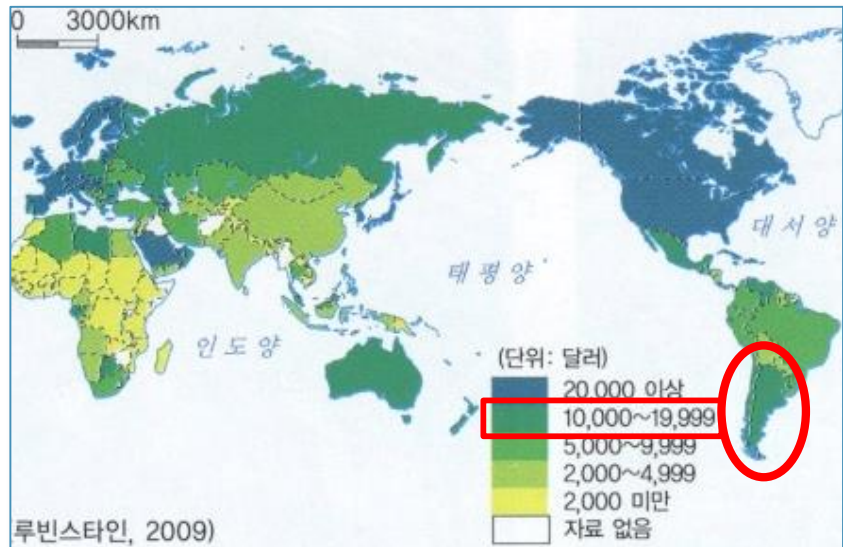 0 3000km
대서양
태평양
인도양
(단위: 달러)
20,000 이상
10,000~19,999
5,000~9,999
2,000~4,999
2,000 미만
자료 없음
루빈스타인, 2009)